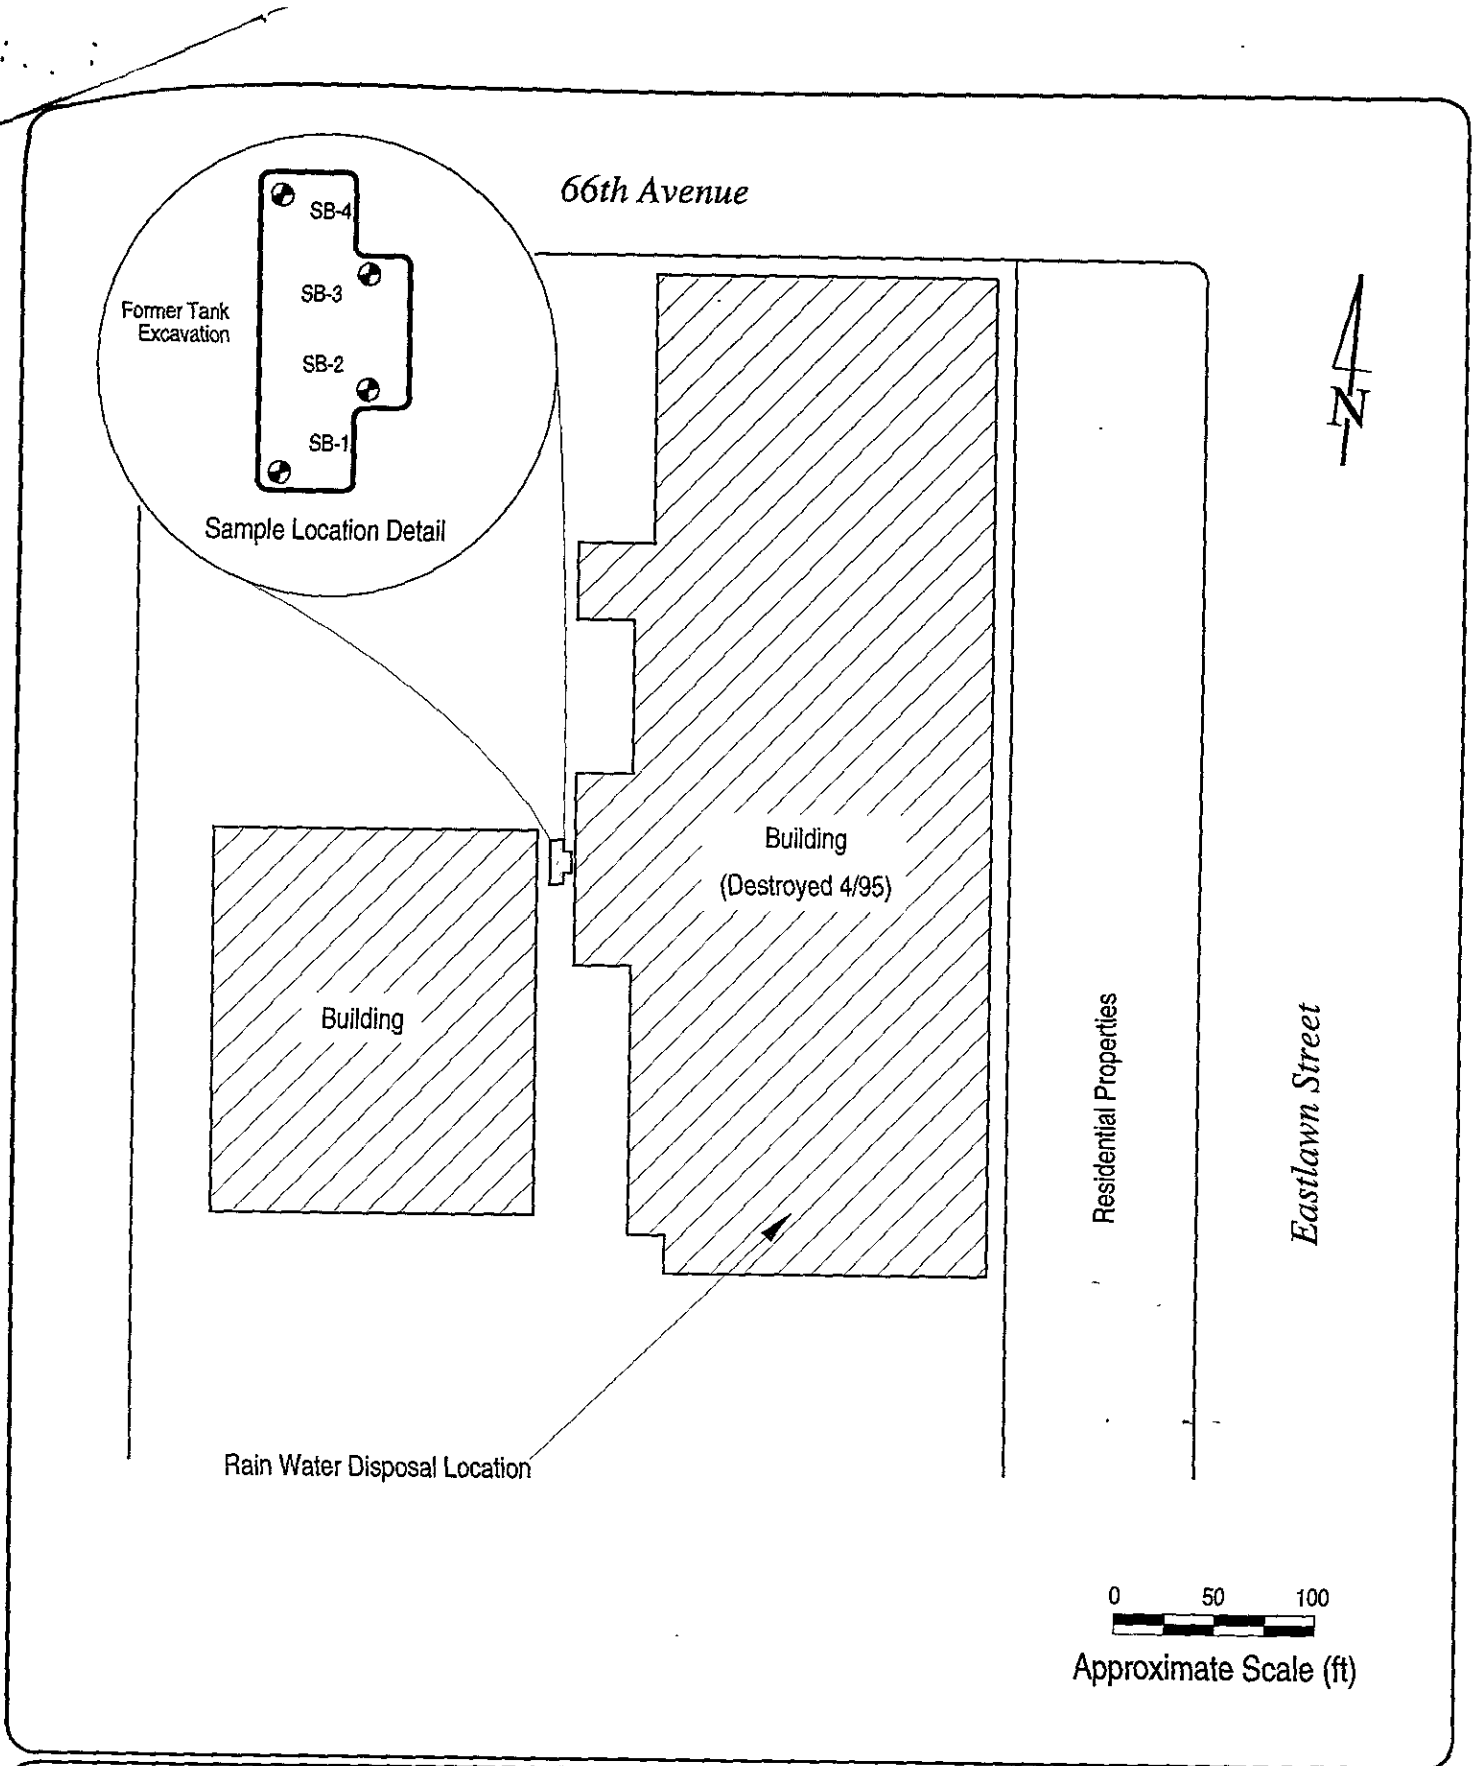 66th Avenue
SB-4
SB-3
Former Tank
Excavation
SB-2
SB-1
Sample Location Detail
N
Building
(Destroyed 4/95)
Building
Residential Properties
Eastlawn Street
Rain Water Disposal Location
0 50 100
Approximate Scale (ft)